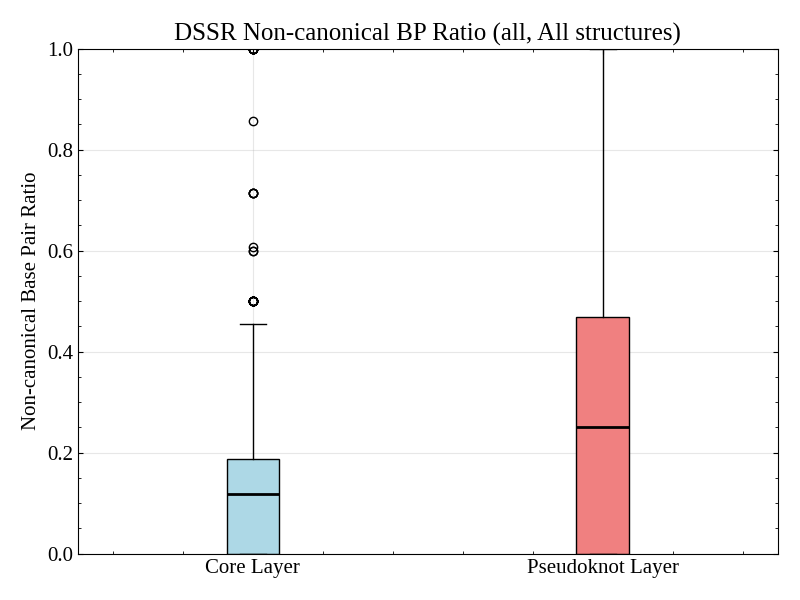 DSSR Non-canonical BP Ratio (all, All structures)
Non-canonical Base Pair Ratio
1.0
0.8
0.6
0.4
0.2
0.0
Core Layer
Pseudoknot Layer